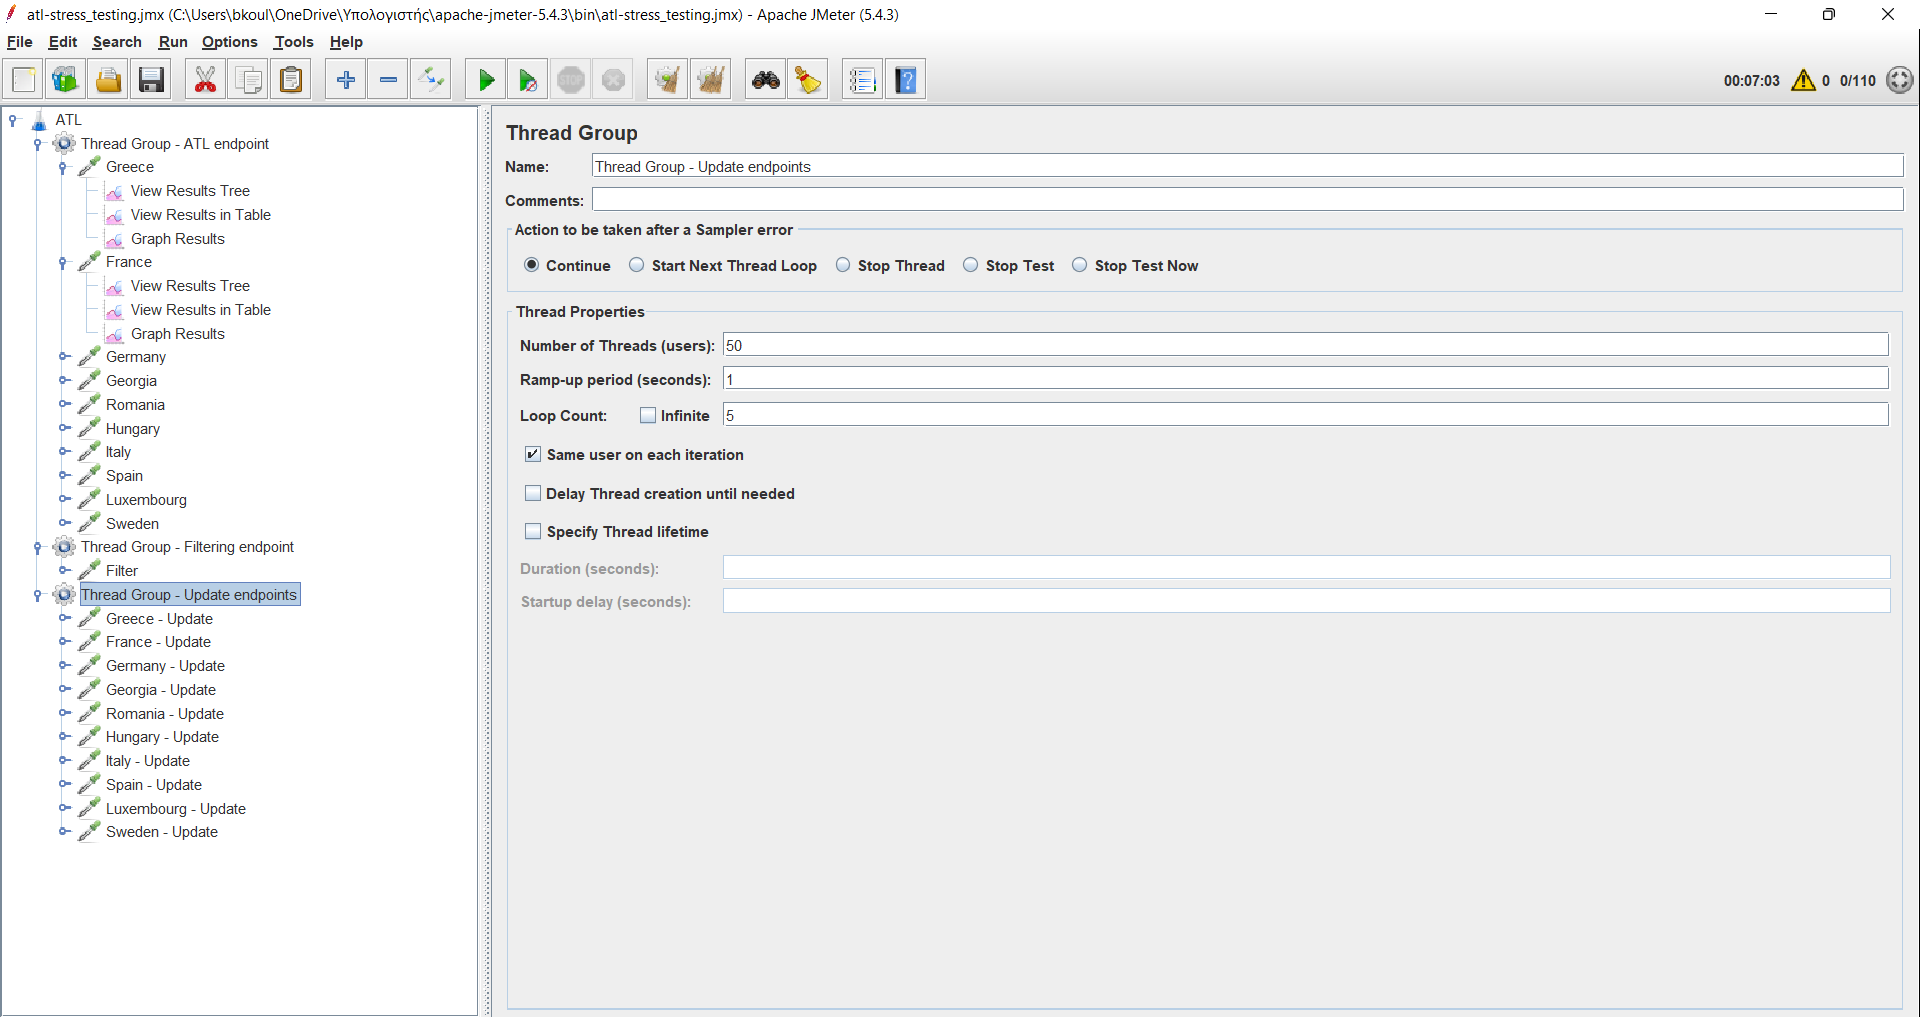 atl-stress_testing.jmx (C:\Users\bkoul\OneDrive\Υπολογιστής\apache-jmeter-5.4.3\bin\atl-stress_testing.jmx) - Apache JMeter (5.4.3)
File Edit Search Run Options Tools Help
STOP
00:07:03 0 0/110
ATL
Thread Group - ATL endpoint
Greece
View Results Tree
View Results in Table
Graph Results
France
View Results Tree
View Results in Table
Graph Results
Germany
Georgia
Romania
Hungary
Italy
Spain
Luxembourg
Sweden
Thread Group - Filtering endpoint
Filter
Thread Group - Update endpoints
Greece - Update
France - Update
Germany - Update
Georgia - Update
Romania - Update
Hungary - Update
Italy - Update
Spain - Update
Luxembourg - Update
Sweden - Update
Thread Group
Name: Thread Group - Update endpoints
Comments:
Action to be taken after a Sampler error
Continue Start Next Thread Loop Stop Thread Stop Test Stop Test Now
Thread Properties
Number of Threads (users): 50
Ramp-up period (seconds): 1
Loop Count: Infinite 5
Same user on each iteration
Delay Thread creation until needed
Specify Thread lifetime
Duration (seconds):
Startup delay (seconds):